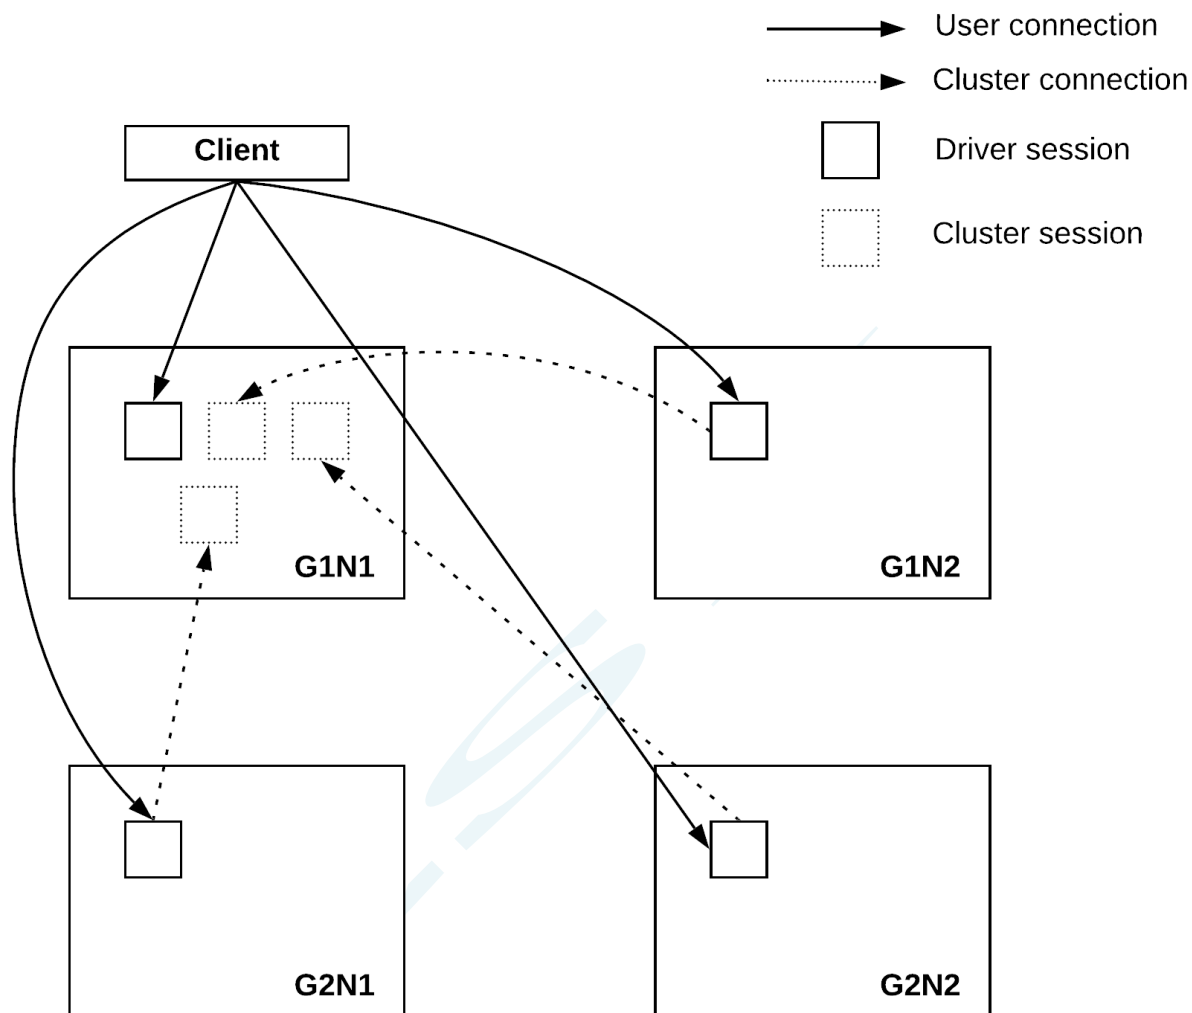 User connection
Cluster connection
Client
Driver session
Cluster session
G1N1
G1N2
G2N1
G2N2